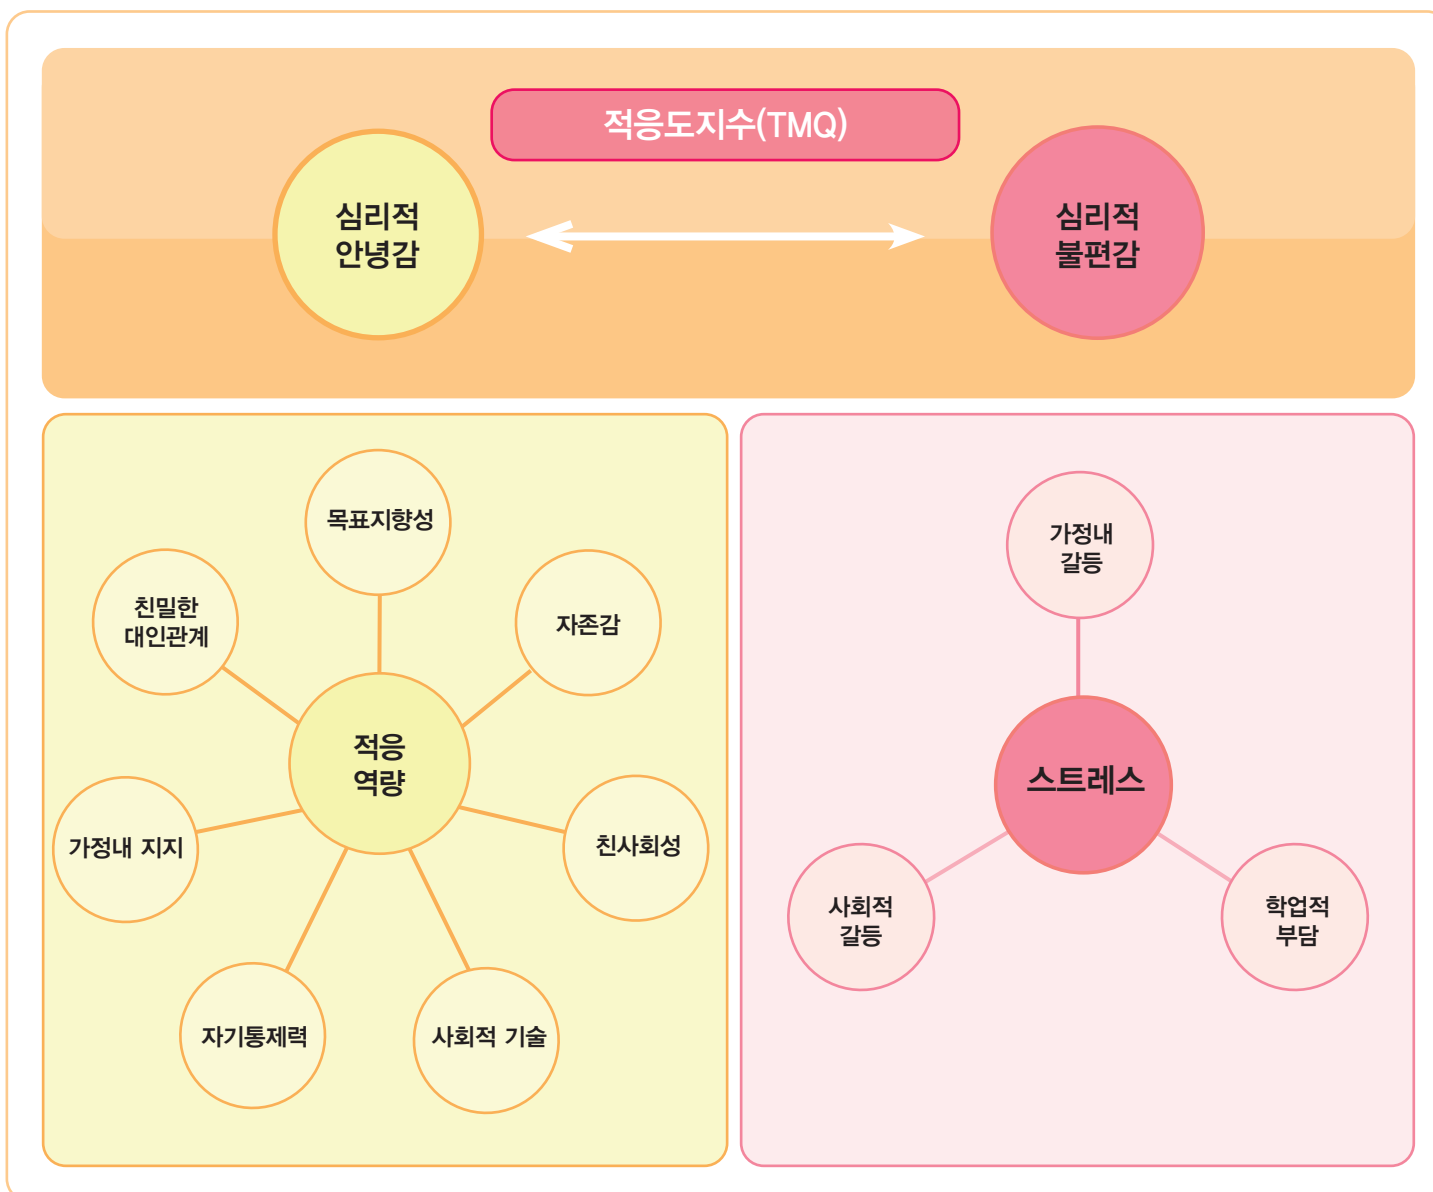 적응도지수(TMQ)
심리적
안녕감
심리적
불편감
목표지향성
친밀한
대인관계
자존감
적응
역량
가정내 지지
친사회성
자기통제력
사회적 기술
가정내
갈등
스트레스
사회적
갈등
학업적
부담